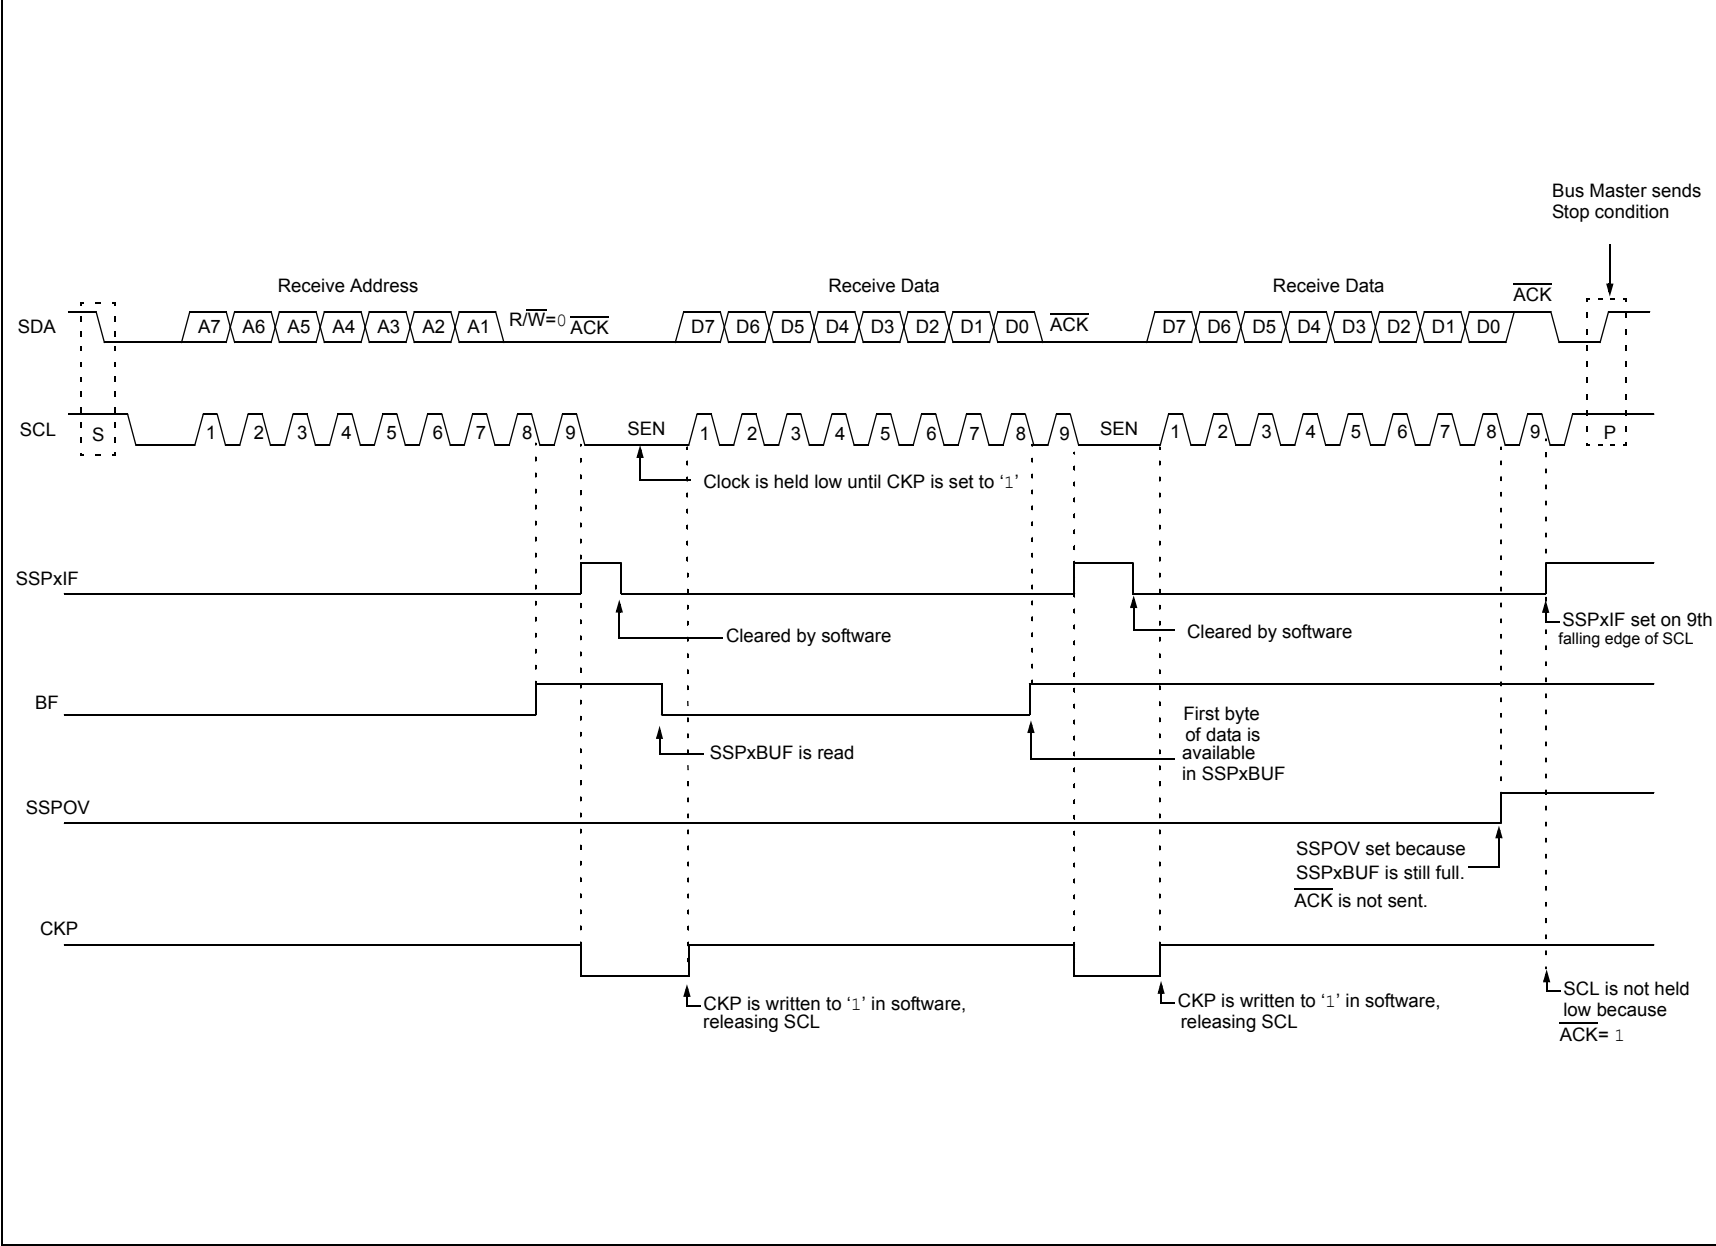 Bus Master sends
Stop condition
Receive Address
Receive Data
Receive Data
ACK
SDA
A7 A6 A5 A4 A3 A2 A1 R/W=0 ACK D7 D6 D5 D4 D3 D2 D1 D0 ACK D7 D6 D5 D4 D3 D2 D1 D0
SCL
S 1 2 3 4 5 6 7 8 9 SEN 1 2 3 4 5 6 7 8 9 SEN 1 2 3 4 5 6 7 8 9 P
Clock is held low until CKP is set to ‘1’
SSPxIF
Cleared by software
Cleared by software
SSPxIF set on 9th
falling edge of SCL
BF
SSPxBUF is read
First byte
of data is
available
in SSPxBUF
SSPOV
SSPOV set because
SSPxBUF is still full.
ACK is not sent.
CKP
CKP is written to ‘1’ in software,
releasing SCL
CKP is written to ‘1’ in software,
releasing SCL
SCL is not held
low because
ACK= 1